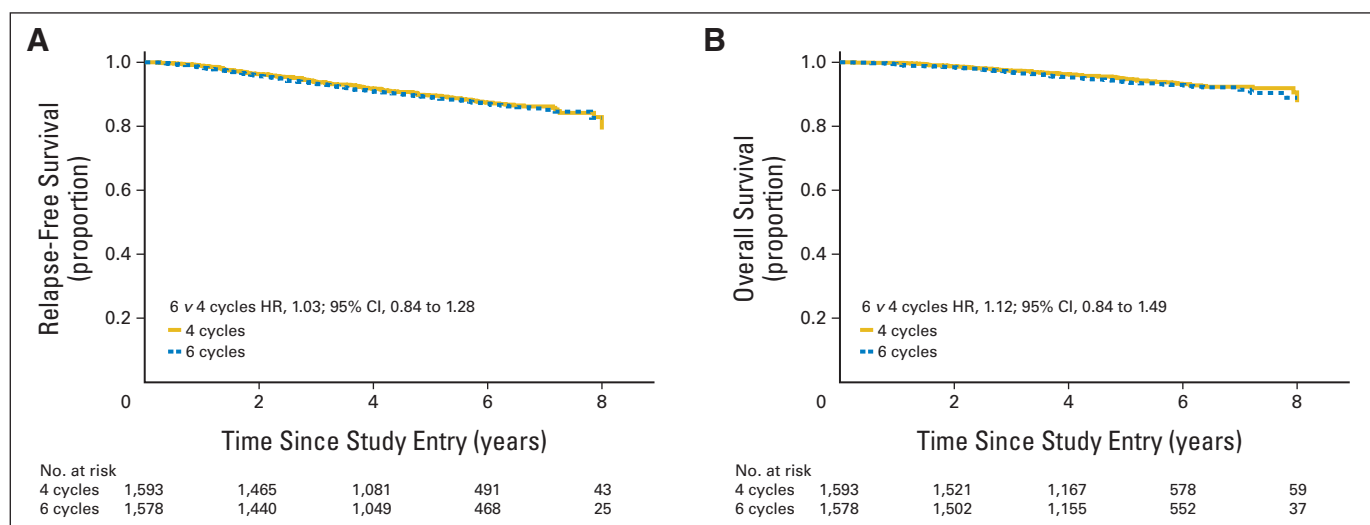 A
Relapse-Free Survival
(proportion)
1.0
0.8
0.6
0.4
0.2
0
2
4
6
8
6 v 4 cycles HR, 1.03; 95% CI, 0.84 to 1.28
4 cycles
6 cycles
Time Since Study Entry (years)
No. at risk
4 cycles 1,593 1,465 1,081 491 43
6 cycles 1,578 1,440 1,049 468 25
B
Overall Survival
(proportion)
1.0
0.8
0.6
0.4
0.2
0
2
4
6
8
6 v 4 cycles HR, 1.12; 95% CI, 0.84 to 1.49
4 cycles
6 cycles
Time Since Study Entry (years)
No. at risk
4 cycles 1,593 1,521 1,167 578 59
6 cycles 1,578 1,502 1,155 552 37